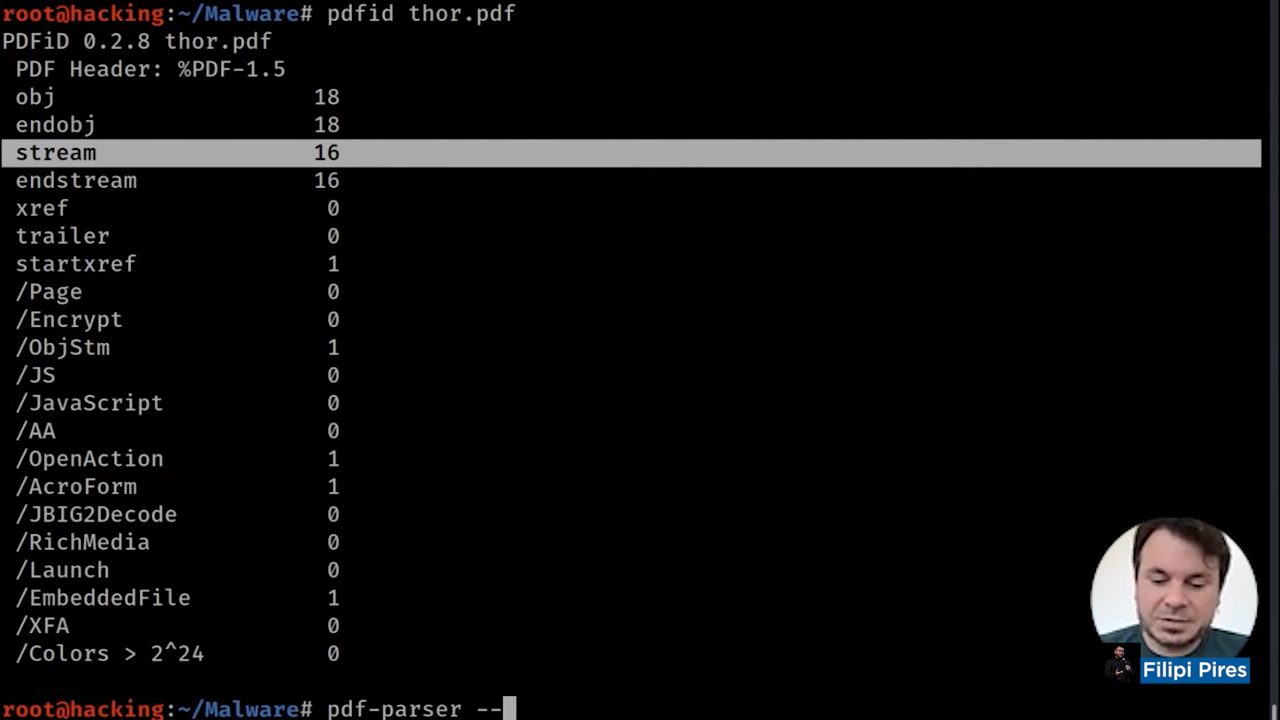 root@hacking:~/Malware# pdfid thor.pdf
PDFiD 0.2.8 thor.pdf
PDF Header: %PDF-1.5
obj 18
endobj 18
stream 16
endstream 16
xref 0
trailer 0
startxref 1
/Page 0
/Encrypt 0
/ObjStm 1
/JS 0
/JavaScript 0
/AA 0
/OpenAction 1
/AcroForm 1
/JBIG2Decode 0
/RichMedia 0
/Launch 0
/EmbeddedFile 1
/XFA 0
/Colors > 2^24 0
Filipi Pires
root@hacking:~/Malware# pdf-parser --